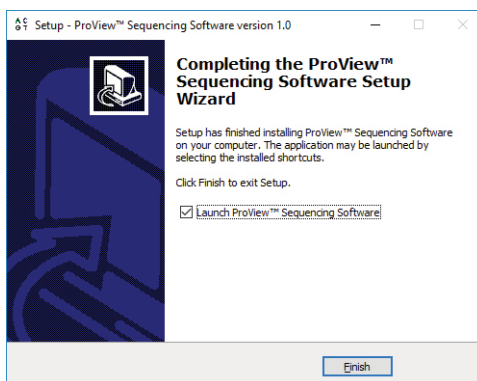 A C
G T Setup - ProView™ Sequencing Software version 1.0
Completing the ProView™
Sequencing Software Setup
Wizard
Setup has finished installing ProView™ Sequencing Software
on your computer. The application may be launched by
selecting the installed shortcuts.
Click Finish to exit Setup.
Launch ProView™ Sequencing Software
Finish